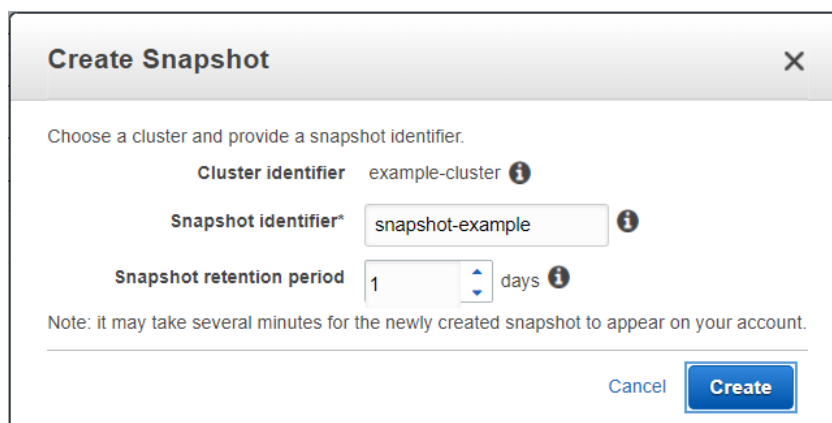 Create Snapshot
Choose a cluster and provide a snapshot identifier.
Cluster identifier example-cluster
Snapshot identifier* snapshot-example
Snapshot retention period 1 days
Note: it may take several minutes for the newly created snapshot to appear on your account.
Cancel Create